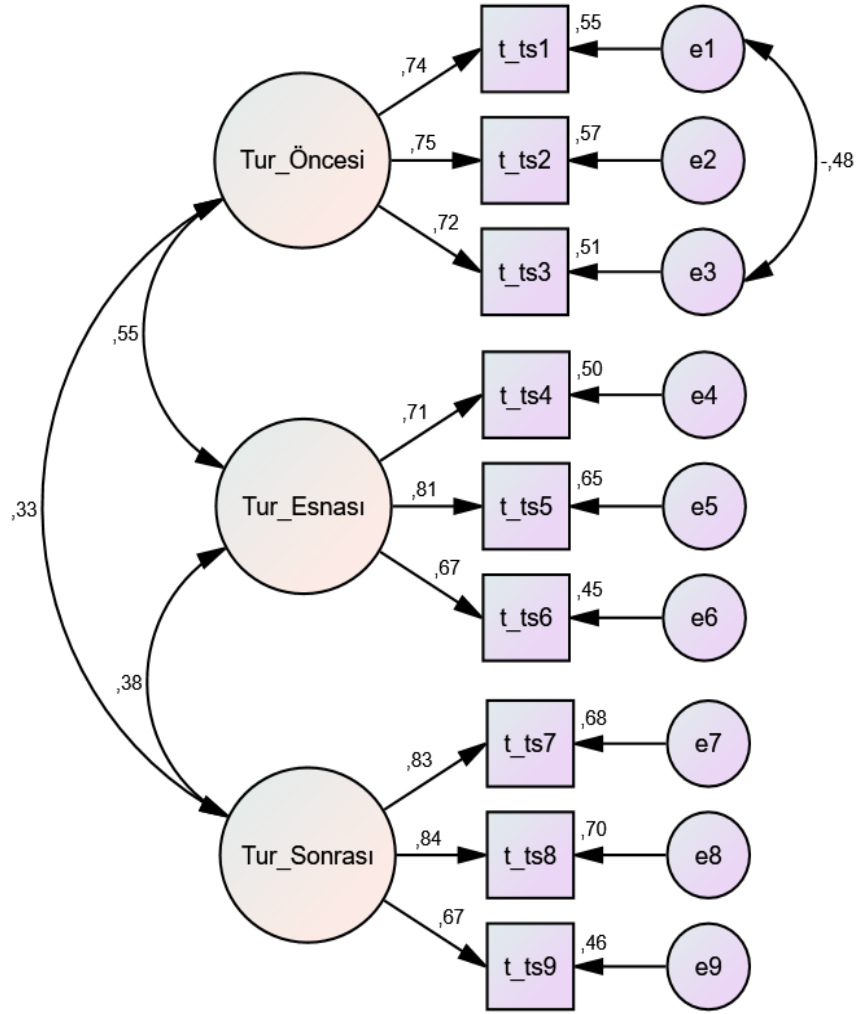 ,55
t_ts1
e1
,74
,57
Tur_Öncesi
,75
t_ts2
e2
-,48
,72
,51
t_ts3
e3
,55
,50
t_ts4
e4
,71
,65
,33
Tur_Esnası
,81
t_ts5
e5
,67
,45
t_ts6
e6
,38
,68
t_ts7
e7
,83
,70
Tur_Sonrası
,84
t_ts8
e8
,67
,46
t_ts9
e9